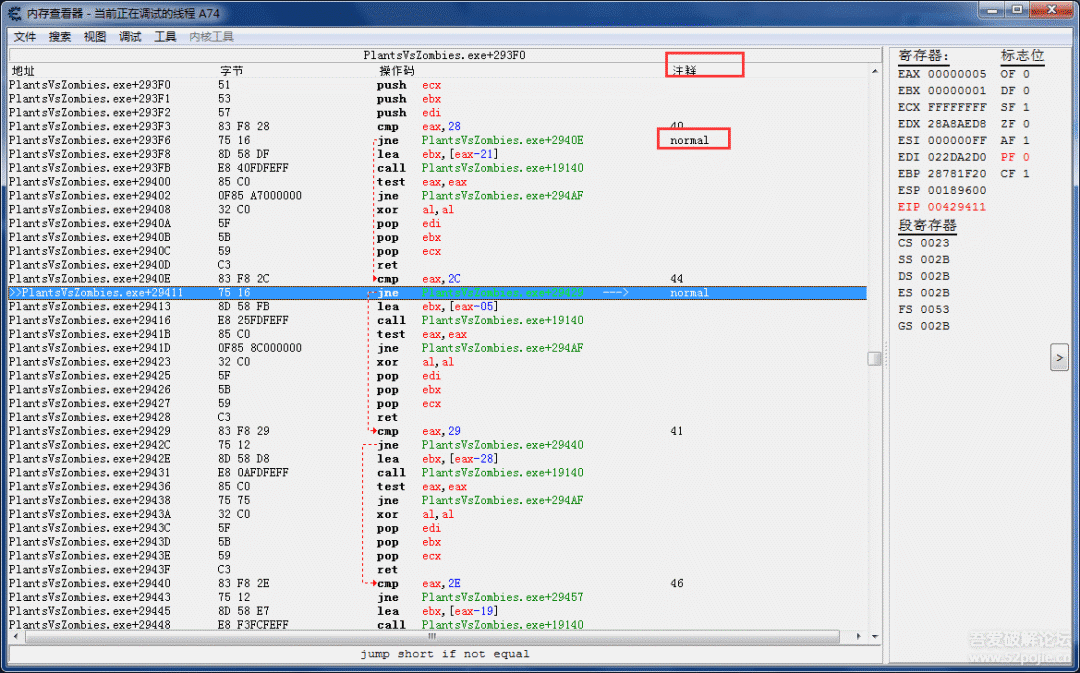 内存查看器 - 当前正在调试的线程 A74
文件 搜索 视图 调试 工具 内核工具
PlantsVsZombies.exe+293F0
地址 字节 操作码 注释
PlantsVsZombies.exe+293F0 51 push ecx
PlantsVsZombies.exe+293F1 53 push ebx
PlantsVsZombies.exe+293F2 57 push edi
PlantsVsZombies.exe+293F3 83 F8 28 cmp eax,28 40
PlantsVsZombies.exe+293F6 75 16 jne PlantsVsZombies.exe+2940E normal
PlantsVsZombies.exe+293F8 8D 58 DF lea ebx,[eax-21]
PlantsVsZombies.exe+293FB E8 40FDFEFF call PlantsVsZombies.exe+19140
PlantsVsZombies.exe+29400 85 C0 test eax,eax
PlantsVsZombies.exe+29402 0F85 A7000000 jne PlantsVsZombies.exe+294AF
PlantsVsZombies.exe+29408 32 C0 xor al,al
PlantsVsZombies.exe+2940A 5F pop edi
PlantsVsZombies.exe+2940B 5B pop ebx
PlantsVsZombies.exe+2940C 59 pop ecx
PlantsVsZombies.exe+2940D C3 ret
PlantsVsZombies.exe+2940E 83 F8 2C cmp eax,2C 44
>>PlantsVsZombies.exe+29411 75 16 jne PlantsVsZombies.exe+29429 ---> normal
PlantsVsZombies.exe+29413 8D 58 FB lea ebx,[eax-05]
PlantsVsZombies.exe+29416 E8 25FDFEFF call PlantsVsZombies.exe+19140
PlantsVsZombies.exe+2941B 85 C0 test eax,eax
PlantsVsZombies.exe+2941D 0F85 8C000000 jne PlantsVsZombies.exe+294AF
PlantsVsZombies.exe+29423 32 C0 xor al,al
PlantsVsZombies.exe+29425 5F pop edi
PlantsVsZombies.exe+29426 5B pop ebx
PlantsVsZombies.exe+29427 59 pop ecx
PlantsVsZombies.exe+29428 C3 ret
PlantsVsZombies.exe+29429 83 F8 29 cmp eax,29 41
PlantsVsZombies.exe+2942C 75 12 jne PlantsVsZombies.exe+29440
PlantsVsZombies.exe+2942E 8D 58 D8 lea ebx,[eax-28]
PlantsVsZombies.exe+29431 E8 0AFDFEFF call PlantsVsZombies.exe+19140
PlantsVsZombies.exe+29436 85 C0 test eax,eax
PlantsVsZombies.exe+29438 75 75 jne PlantsVsZombies.exe+294AF
PlantsVsZombies.exe+2943A 32 C0 xor al,al
PlantsVsZombies.exe+2943C 5F pop edi
PlantsVsZombies.exe+2943D 5B pop ebx
PlantsVsZombies.exe+2943E 59 pop ecx
PlantsVsZombies.exe+2943F C3 ret
PlantsVsZombies.exe+29440 83 F8 2E cmp eax,2E 46
PlantsVsZombies.exe+29443 75 12 jne PlantsVsZombies.exe+29457
PlantsVsZombies.exe+29445 8D 58 E7 lea ebx,[eax-19]
PlantsVsZombies.exe+29448 E8 F3FCFEFF call PlantsVsZombies.exe+19140
jump short if not equal
寄存器: 标志位
EAX 00000005 OF 0
EBX 00000001 DF 0
ECX FFFFFFFF SF 1
EDX 28A8AED8 ZF 0
ESI 000000FF AF 1
EDI 022DA2D0 PF 0
EBP 28781F20 CF 1
ESP 00189600
EIP 00429411
段寄存器
CS 0023
SS 002B
DS 002B
ES 002B
FS 0053
GS 002B
>
吾爱破解论坛
www.52pojie.cn